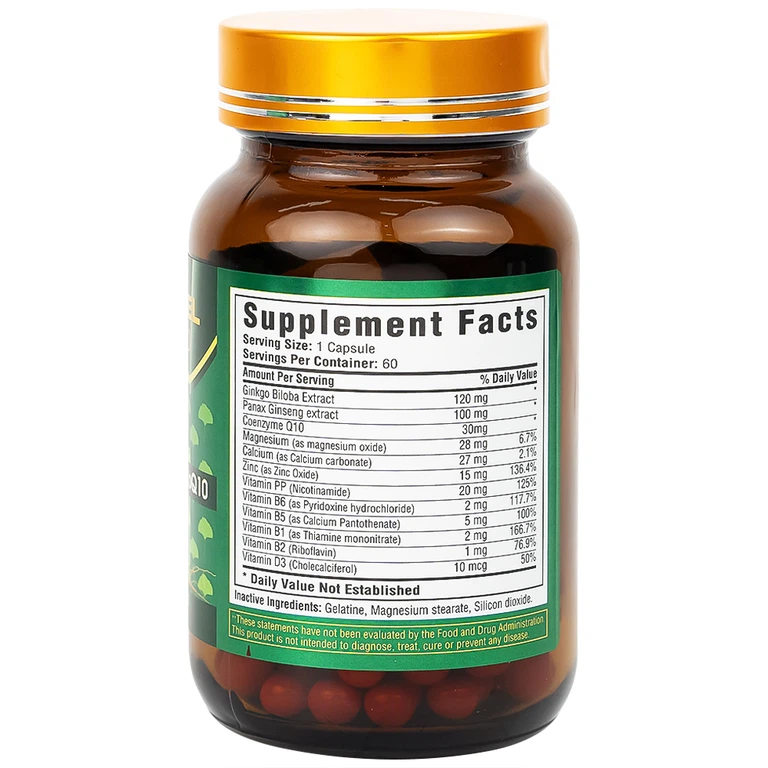 Supplement Facts
Serving Size: 1 Capsule
Servings Per Container: 60
Amount Per Serving % Daily Value
Ginkgo Biloba Extract 120 mg *
Panax Ginseng extract 100 mg *
Coenzyme Q10 30mg *
Magnesium (as magnesium oxide) 28 mg 6.7%
Calcium (as Calcium carbonate) 27 mg 2.1%
Zinc (as Zinc Oxide) 15 mg 136.4%
Vitamin PP (Nicotinamide) 20 mg 125%
Vitamin B6 (as Pyridoxine hydrochloride) 2 mg 117.7%
Vitamin B5 (as Calcium Pantothenate) 5 mg 100%
Vitamin B1 (as Thiamine mononitrate) 2 mg 166.7%
Vitamin B2 (Riboflavin) 1 mg 76.9%
Vitamin D3 (Cholecalciferol) 10 mcg 50%
* Daily Value Not Established
Inactive Ingredients: Gelatine, Magnesium stearate, Silicon dioxide.
**These statements have not been evaluated by the Food and Drug Administration.
This product is not intended to diagnose, treat, cure or prevent any disease.
Q10